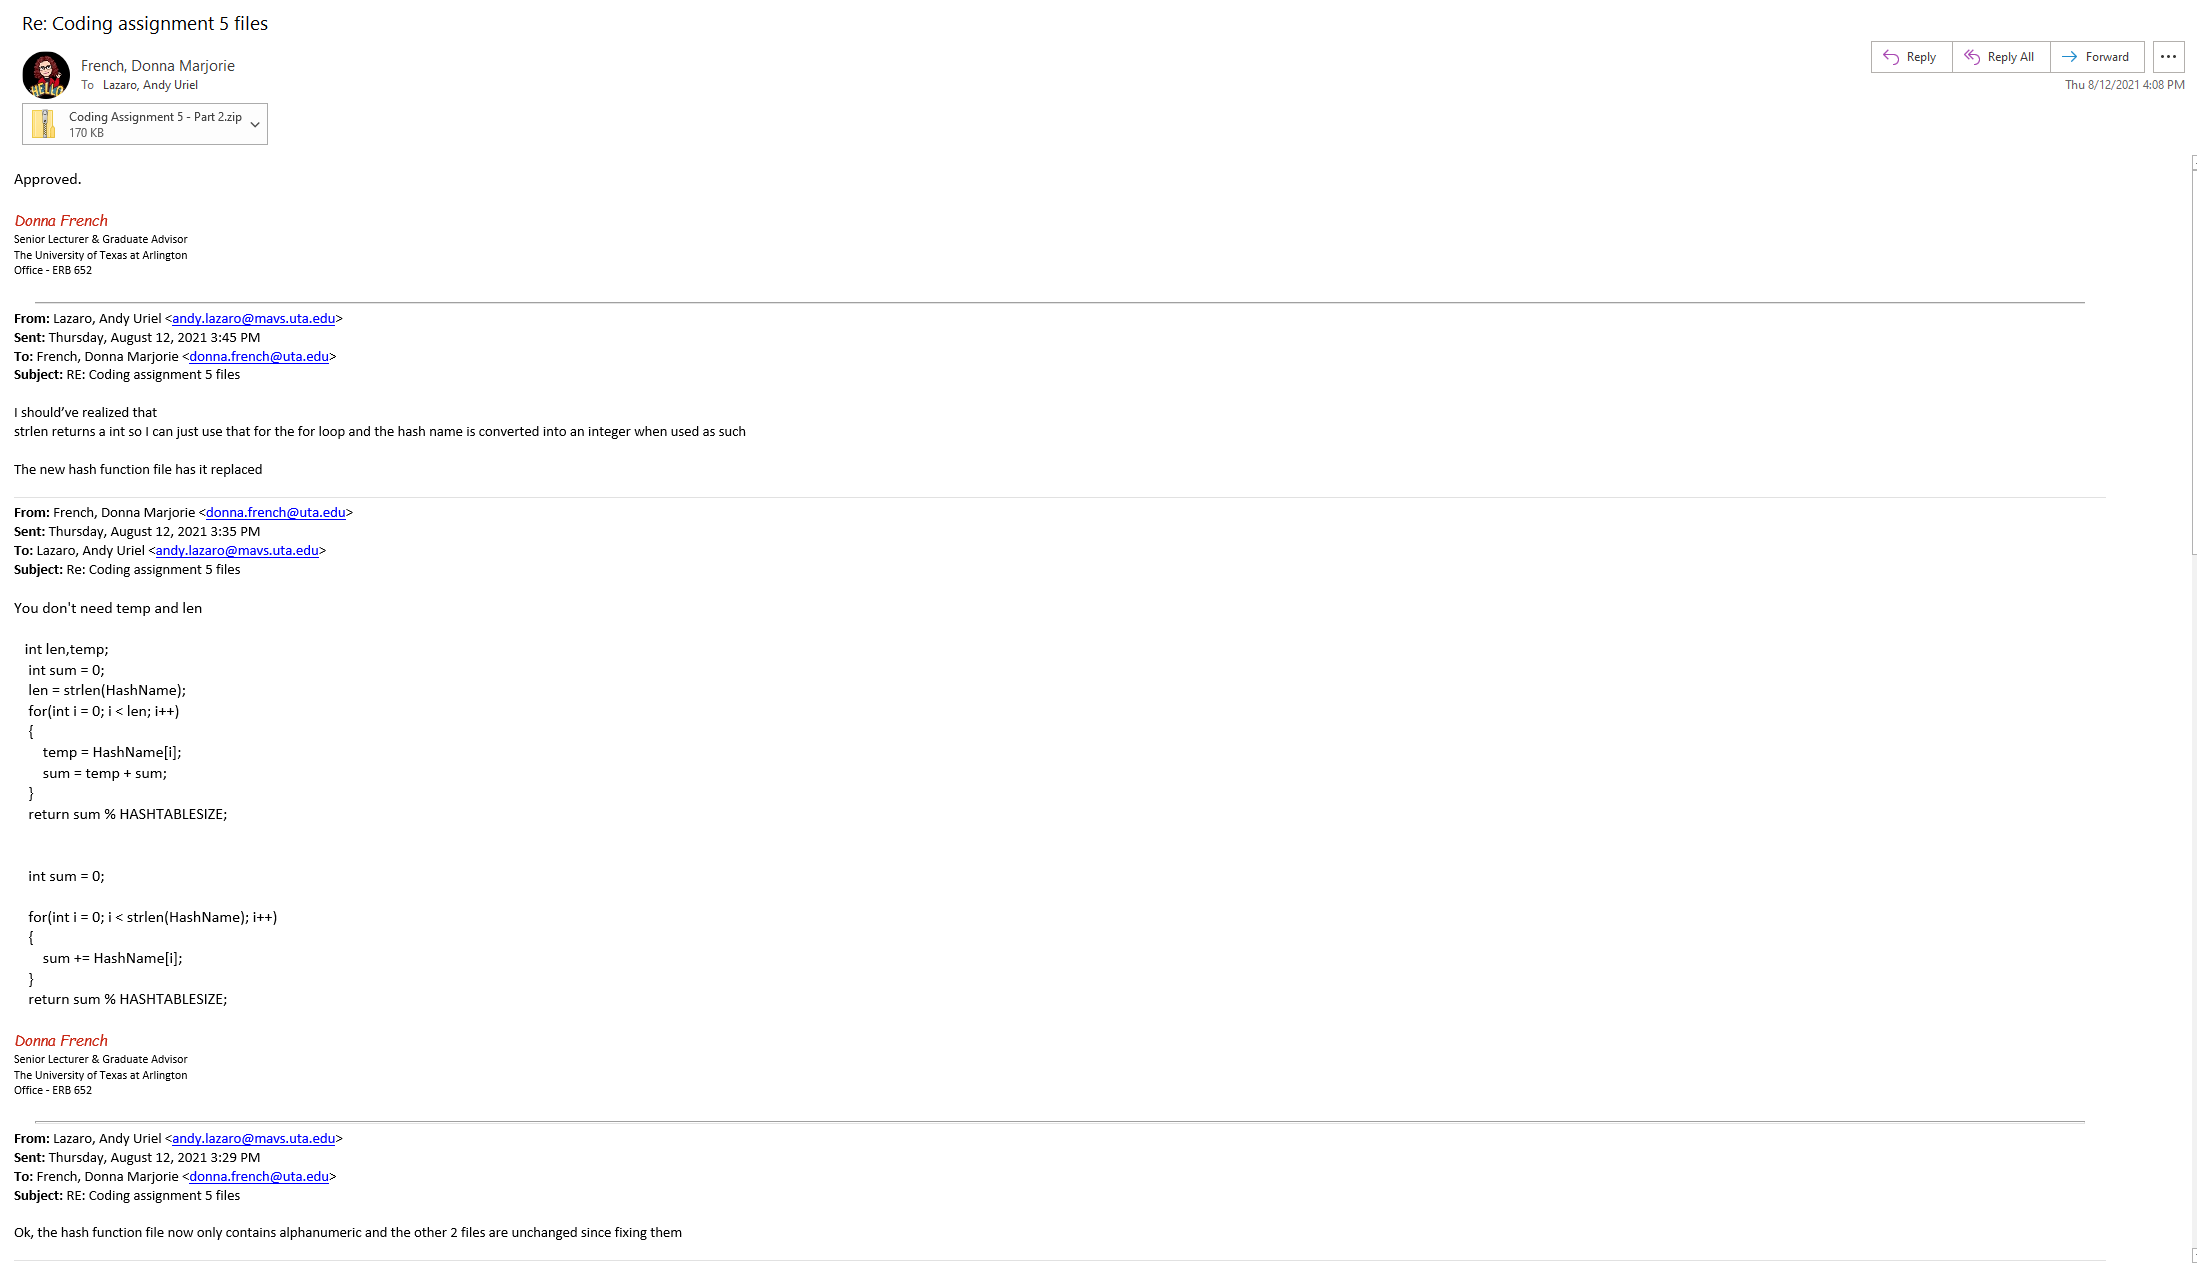 Re: Coding assignment 5 files
French, Donna Marjorie
To Lazaro, Andy Uriel
HELLO
Reply
Reply All
Forward
Thu 8/12/2021 4:08 PM
Coding Assignment 5 - Part 2.zip
170 KB
Approved.
Donna French
Senior Lecturer & Graduate Advisor
The University of Texas at Arlington
Office - ERB 652
From: Lazaro, Andy Uriel <andy.lazaro@mavs.uta.edu>
Sent: Thursday, August 12, 2021 3:45 PM
To: French, Donna Marjorie <donna.french@uta.edu>
Subject: RE: Coding assignment 5 files
I should’ve realized that
strlen returns a int so I can just use that for the for loop and the hash name is converted into an integer when used as such
The new hash function file has it replaced
From: French, Donna Marjorie <donna.french@uta.edu>
Sent: Thursday, August 12, 2021 3:35 PM
To: Lazaro, Andy Uriel <andy.lazaro@mavs.uta.edu>
Subject: Re: Coding assignment 5 files
You don't need temp and len
int len,temp;
int sum = 0;
len = strlen(HashName);
for(int i = 0; i < len; i++)
{
temp = HashName[i];
sum = temp + sum;
}
return sum % HASHTABLESIZE;
int sum = 0;
for(int i = 0; i < strlen(HashName); i++)
{
sum += HashName[i];
}
return sum % HASHTABLESIZE;
Donna French
Senior Lecturer & Graduate Advisor
The University of Texas at Arlington
Office - ERB 652
From: Lazaro, Andy Uriel <andy.lazaro@mavs.uta.edu>
Sent: Thursday, August 12, 2021 3:29 PM
To: French, Donna Marjorie <donna.french@uta.edu>
Subject: RE: Coding assignment 5 files
Ok, the hash function file now only contains alphanumeric and the other 2 files are unchanged since fixing them